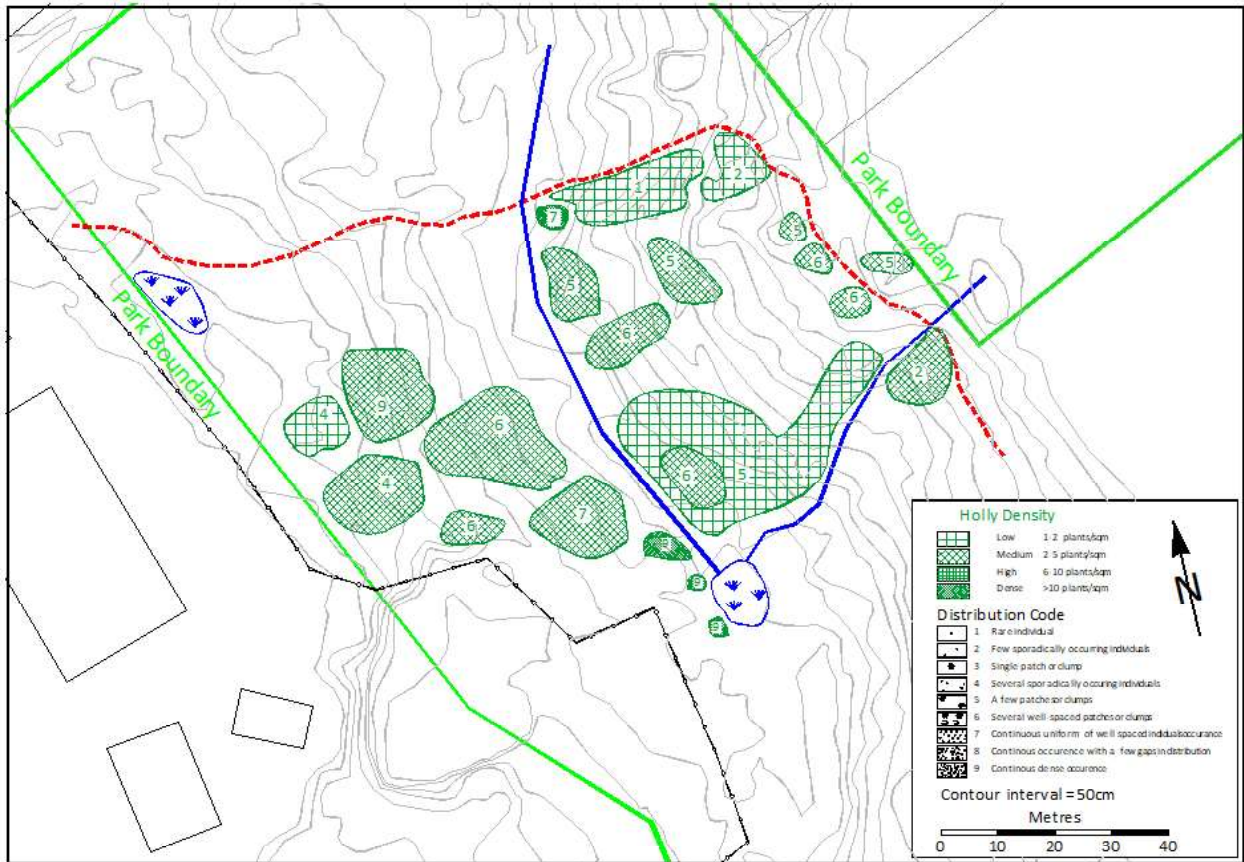 Park Boundary
Park Boundary
1
2
7
5
6
5
5
5
6
6
2
4
9
6
4
6
7
5
6
Holly Density
Low 1-2 plants/sqm
Medium 2-5 plants/sqm
High 6-10 plants/sqm
Dense >10 plants/sqm
Distribution Code
1 Rare individual
2 Few sporadically occurring individuals
3 Single patch or clump
4 Several sporadically occuring individuals
5 A few patches or clumps
6 Several well-spaced patches or clumps
7 Continuous uniform of well spaced individuals occurance
8 Continous occurence with a few gaps in distribution
9 Continous dense occurence
Contour interval =50cm
Metres
0 10 20 30 40
N